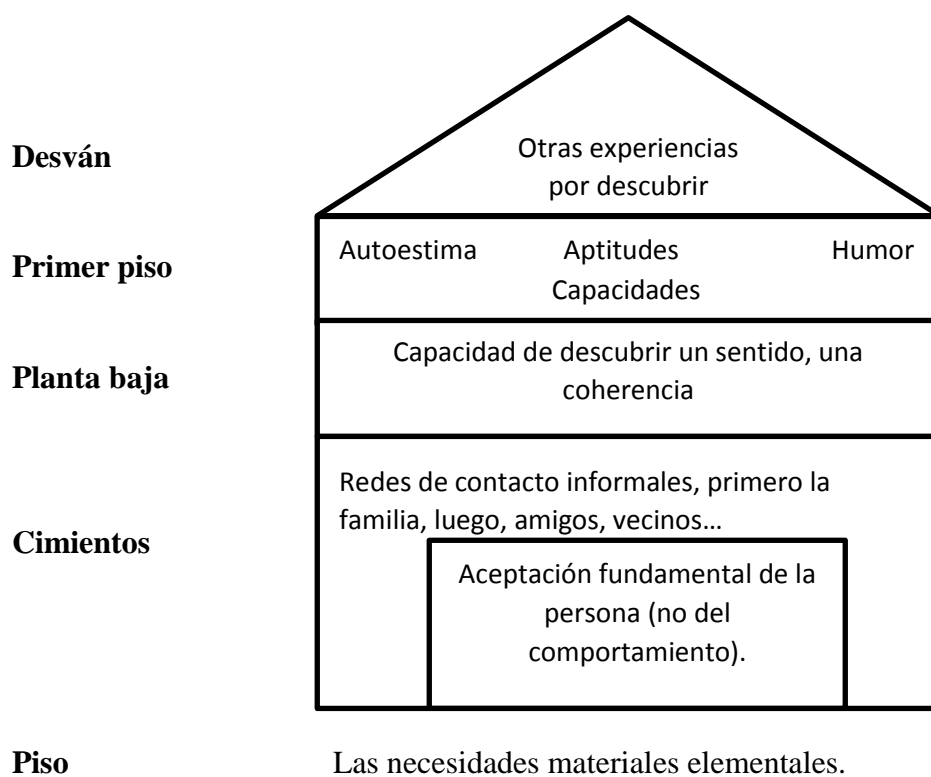 Desván
Otras experiencias
por descubrir
Primer piso
Autoestima Aptitudes Humor
Capacidades
Planta baja
Capacidad de descubrir un sentido, una
coherencia
Cimientos
Redes de contacto informales, primero la
familia, luego, amigos, vecinos…
Aceptación fundamental de la
persona (no del
comportamiento).
Piso Las necesidades materiales elementales.